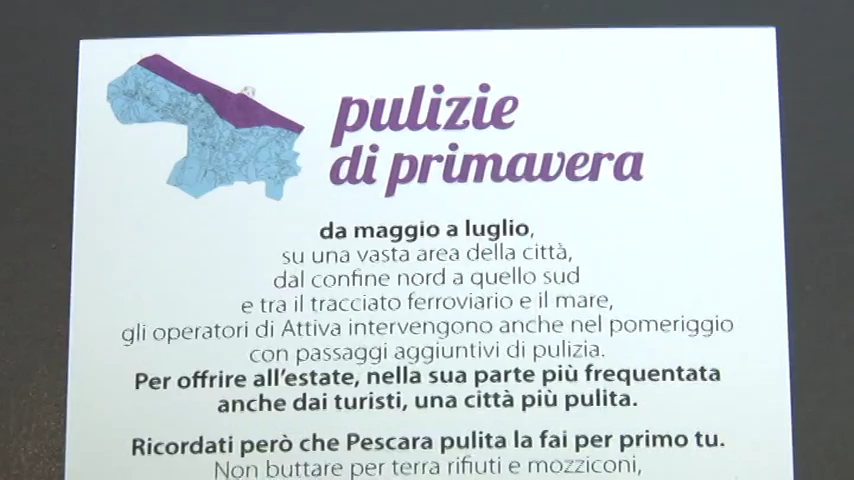 pulizie
di primavera
da maggio a luglio,
su una vasta area della città,
dal confine nord a quello sud
e tra il tracciato ferroviario e il mare,
gli operatori di Attiva intervengono anche nel pomeriggio
con passaggi aggiuntivi di pulizia.
Per offrire all'estate, nella sua parte più frequentata
anche dai turisti, una città più pulita.
Ricordati però che Pescara pulita la fai per primo tu.
Non buttare per terra rifiuti e mozziconi,